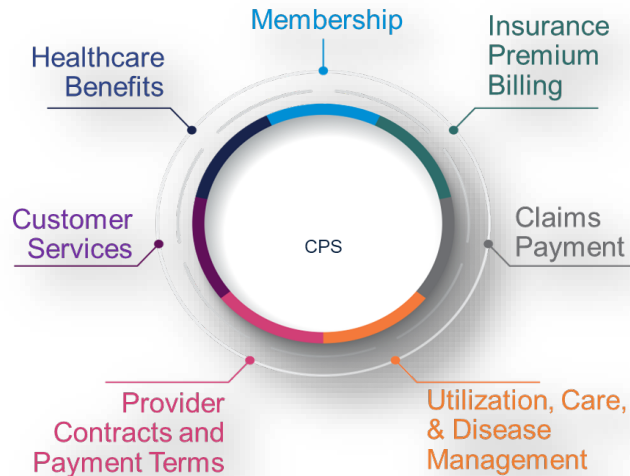 Membership
Insurance
Premium
Billing
Healthcare
Benefits
Customer
Services
CPS
Claims
Payment
Provider
Contracts and
Payment Terms
Utilization, Care,
& Disease
Management